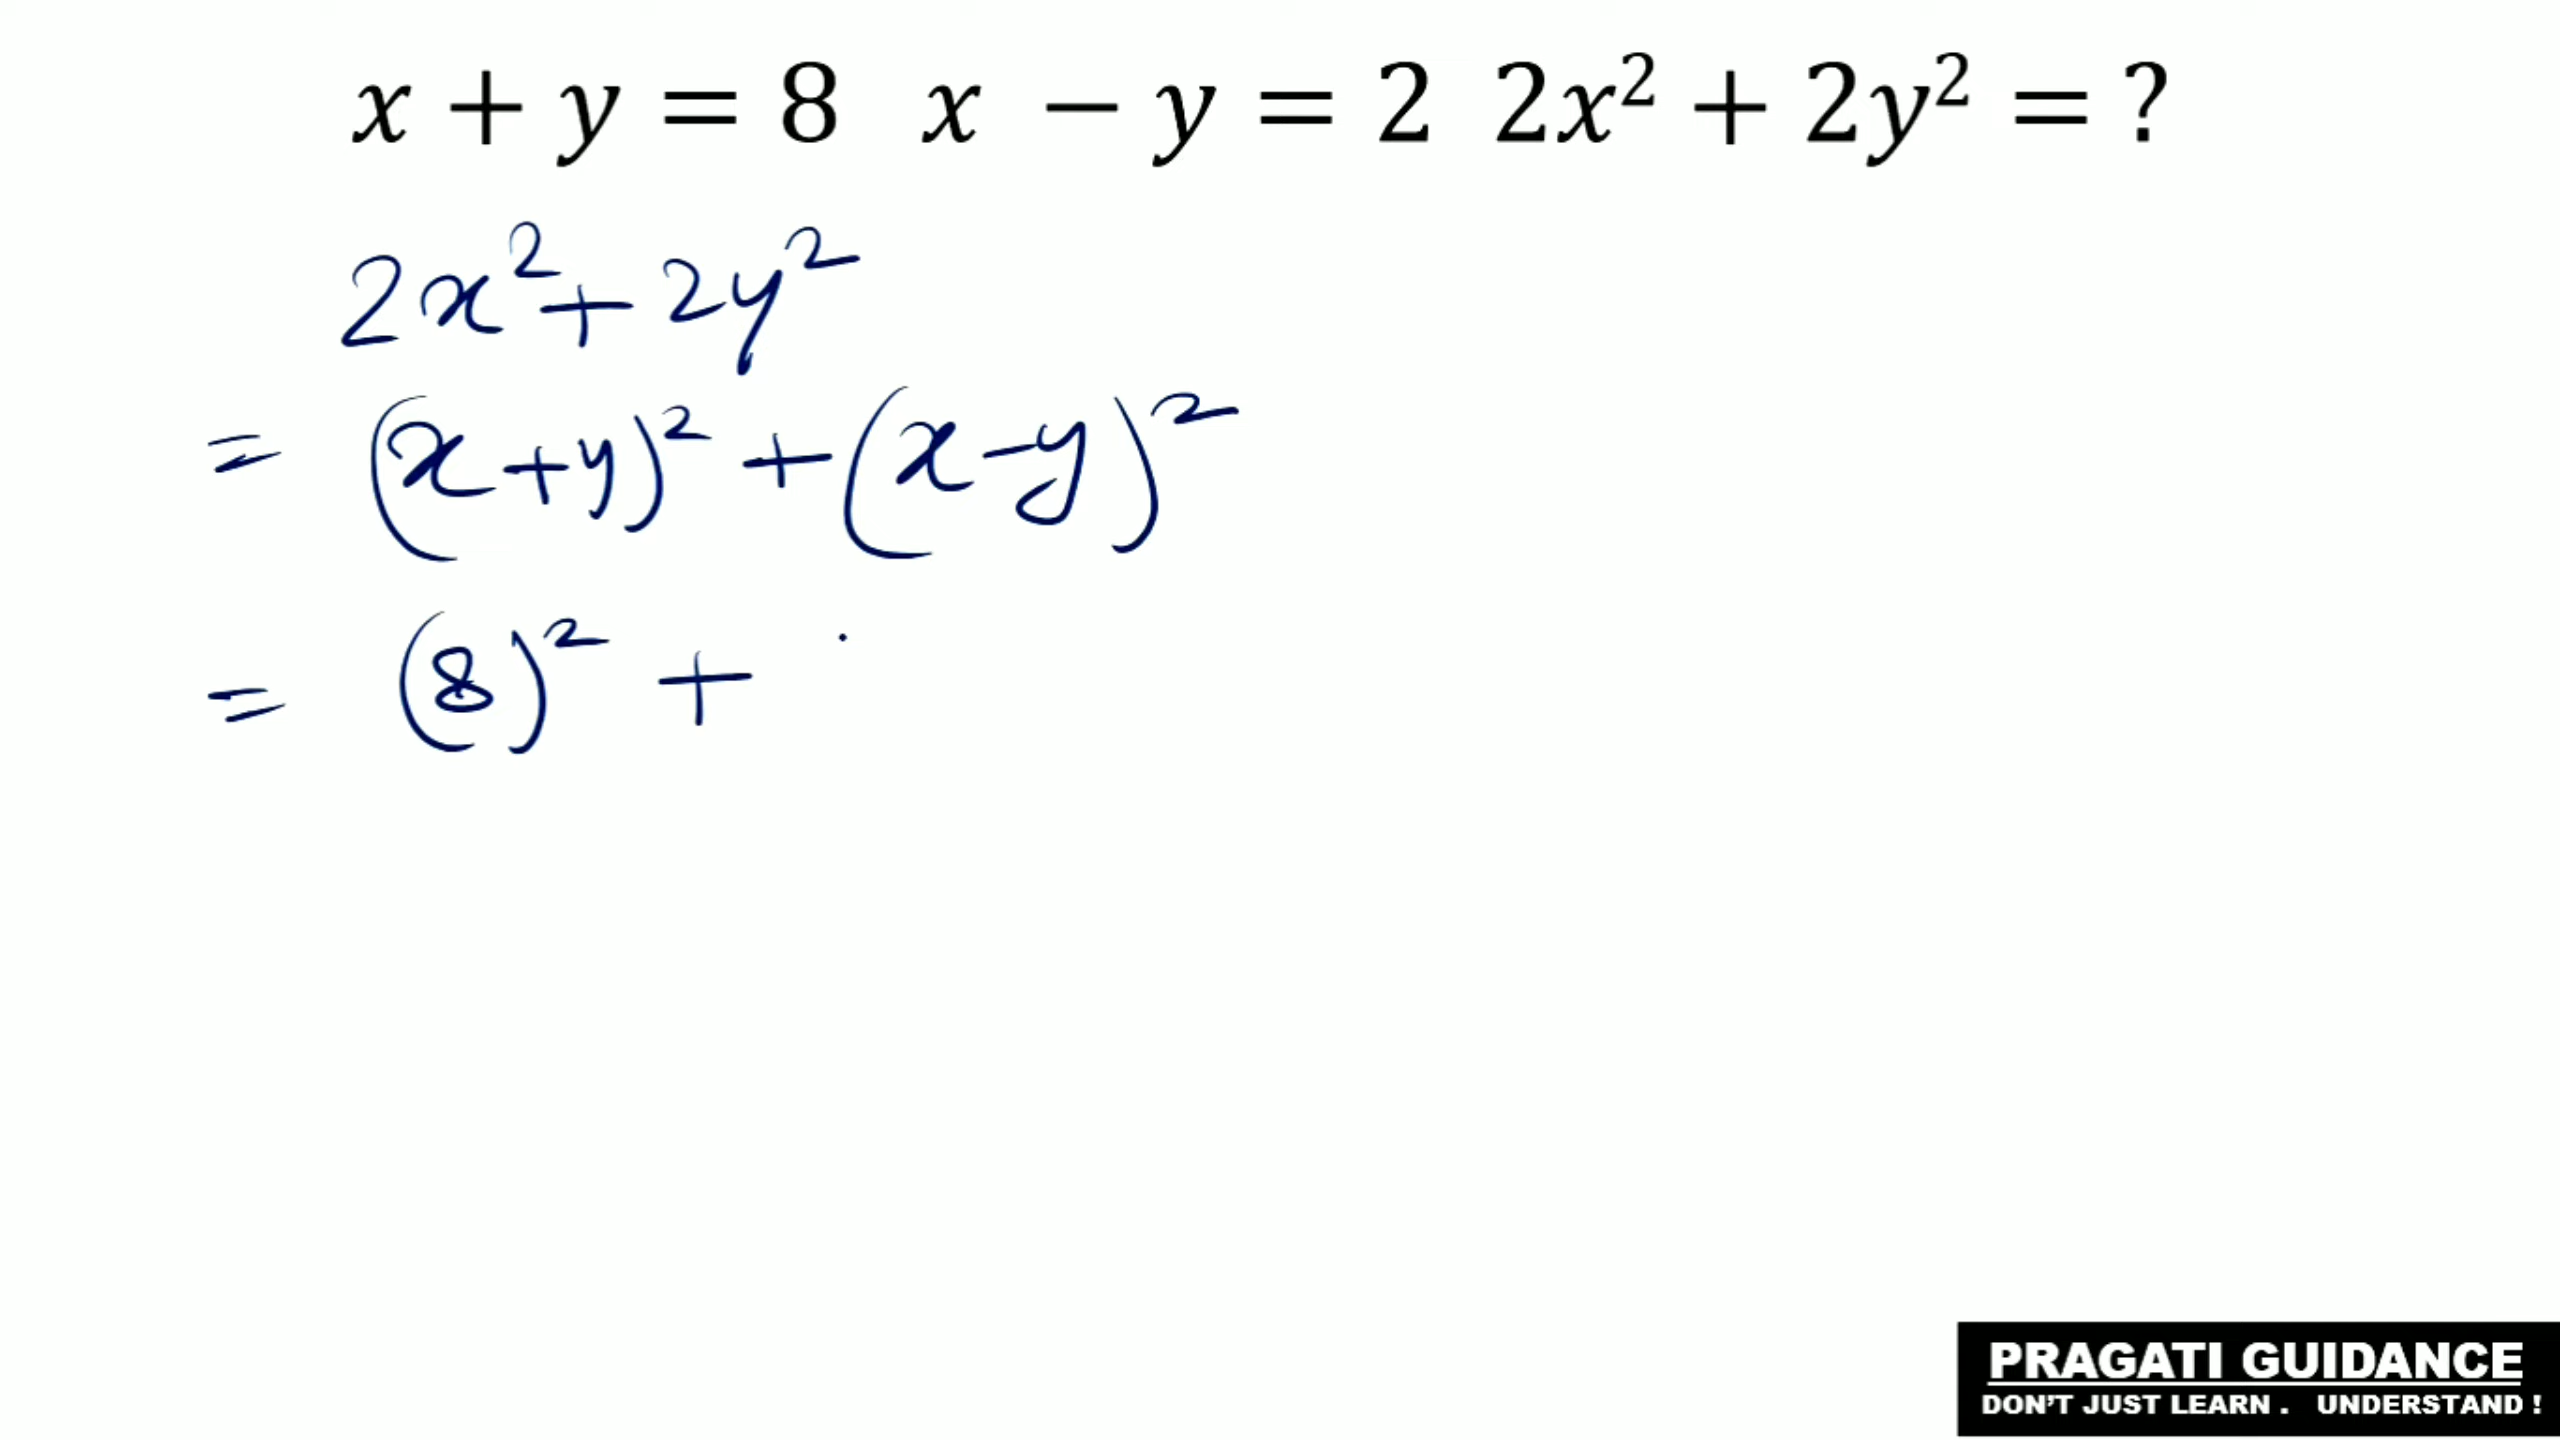 x + y = 8 x − y = 2 2x² + 2y² = ?
2x² + 2y²
= (x+y)² + (x-y)²
= (8)² +
PRAGATI GUIDANCE
DON'T JUST LEARN . UNDERSTAND !